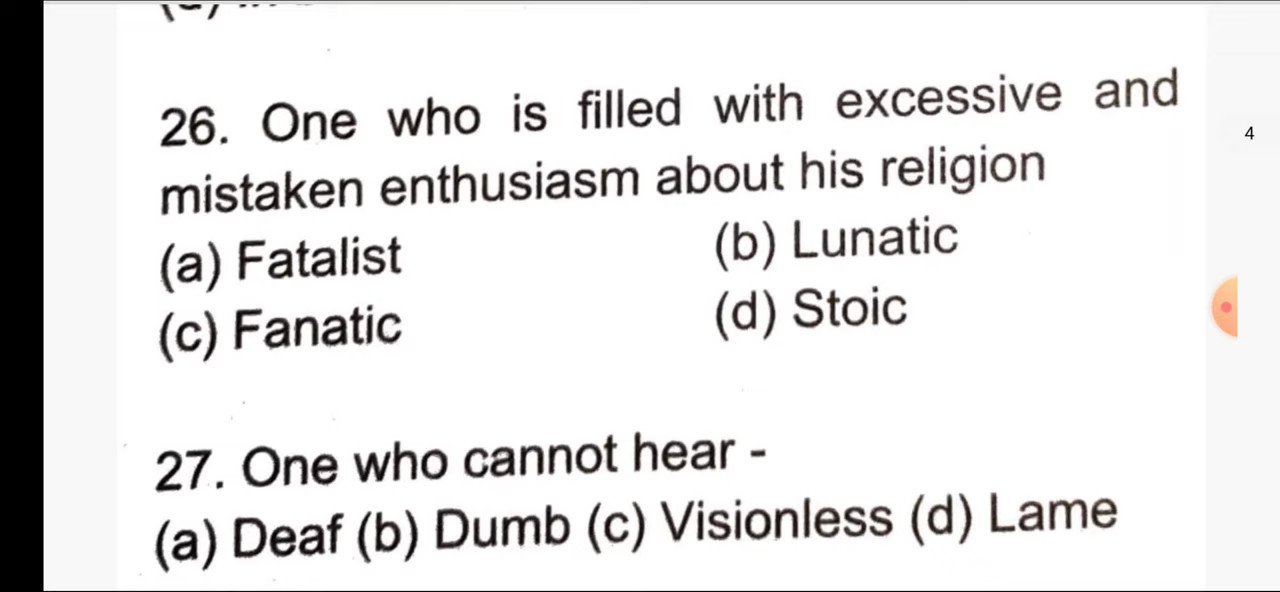 26. One who is filled with excessive and
4
mistaken enthusiasm about his religion
(a) Fatalist (b) Lunatic
(c) Fanatic (d) Stoic
27. One who cannot hear -
(a) Deaf (b) Dumb (c) Visionless (d) Lame